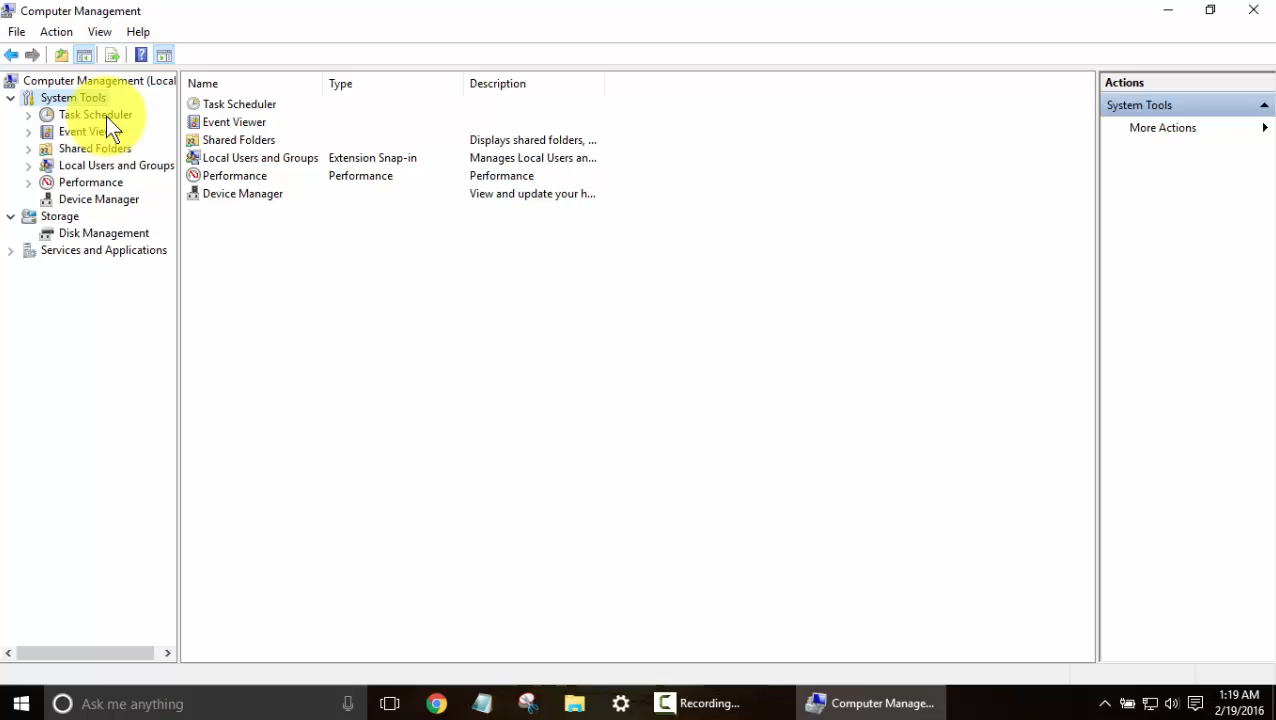 Computer Management
File Action View Help
Computer Management (Local
System Tools
Task Scheduler
Event Vie
Shared Folders
Local Users and Groups
Performance
Device Manager
Storage
Disk Management
Services and Applications
Name Type Description
Task Scheduler
Event Viewer
Shared Folders Displays shared folders, ...
Local Users and Groups Extension Snap-in Manages Local Users an...
Performance Performance Performance
Device Manager View and update your h...
Actions
System Tools
More Actions
Ask me anything
Recording...
Computer Manage...
1:19 AM
2/19/2016